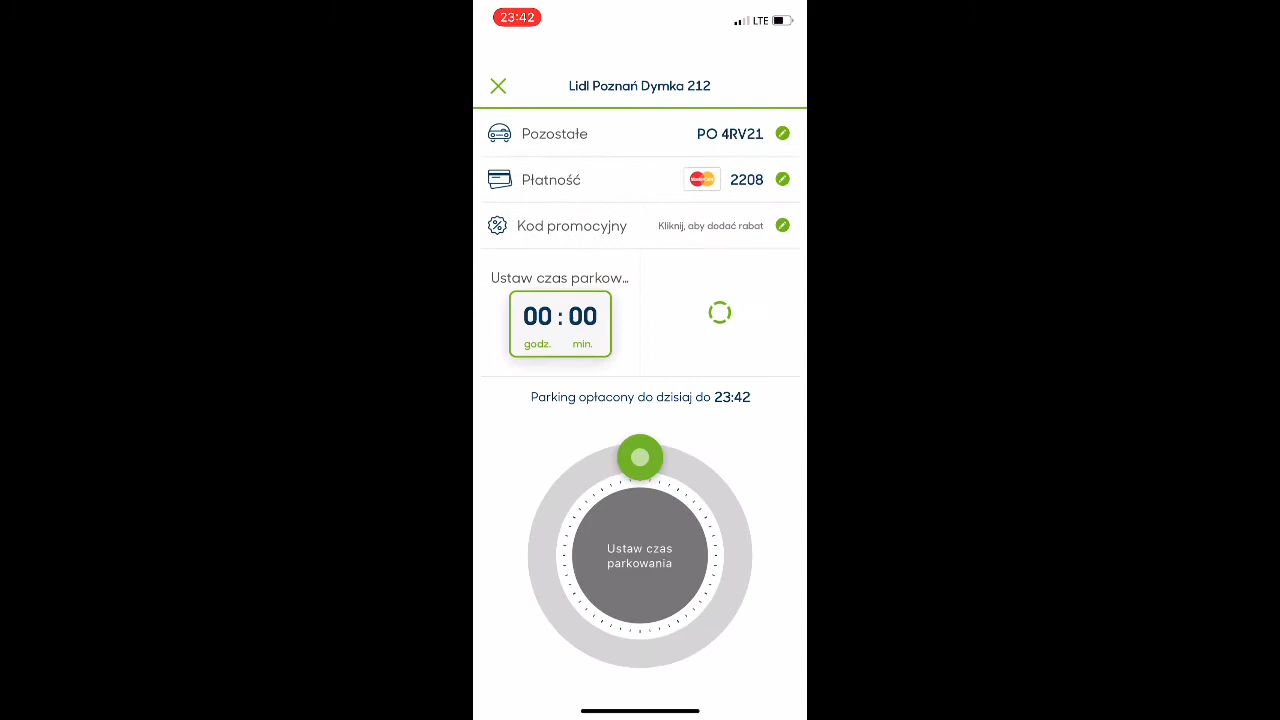 23:42
LTE
Lidl Poznań Dymka 212
Pozostałe PO 4RV21
Płatność MasterCard 2208
Kod promocyjny Kliknij, aby dodać rabat
Ustaw czas parkow...
00 : 00
godz. min.
Parking opłacony do dzisiaj do 23:42
Ustaw czas
parkowania